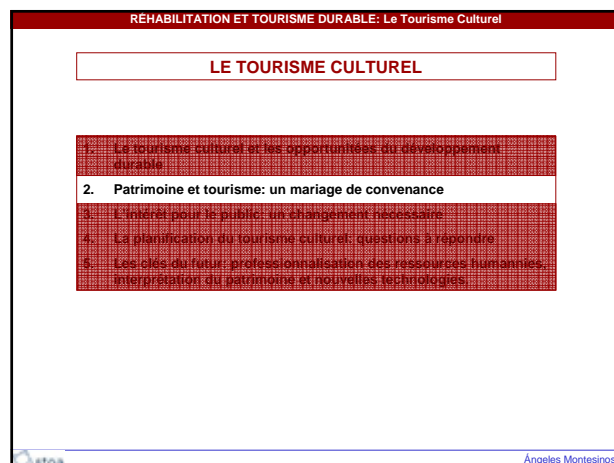 RÉHABILITATION ET TOURISME DURABLE: Le Tourisme Culturel
LE TOURISME CULTUREL
1. Le tourisme culturel et les opportunitées du développement
durable
2. Patrimoine et tourisme: un mariage de convenance
3. L'intérêt pour le public: un changement nécessaire
4. La planification du tourisme culturel: questions à répondre
5. Les clés du futur: professionnalisation des ressources humannies,
interprétation du patrimoine et nouvelles technologies.
stoa
Ángeles Montesinos